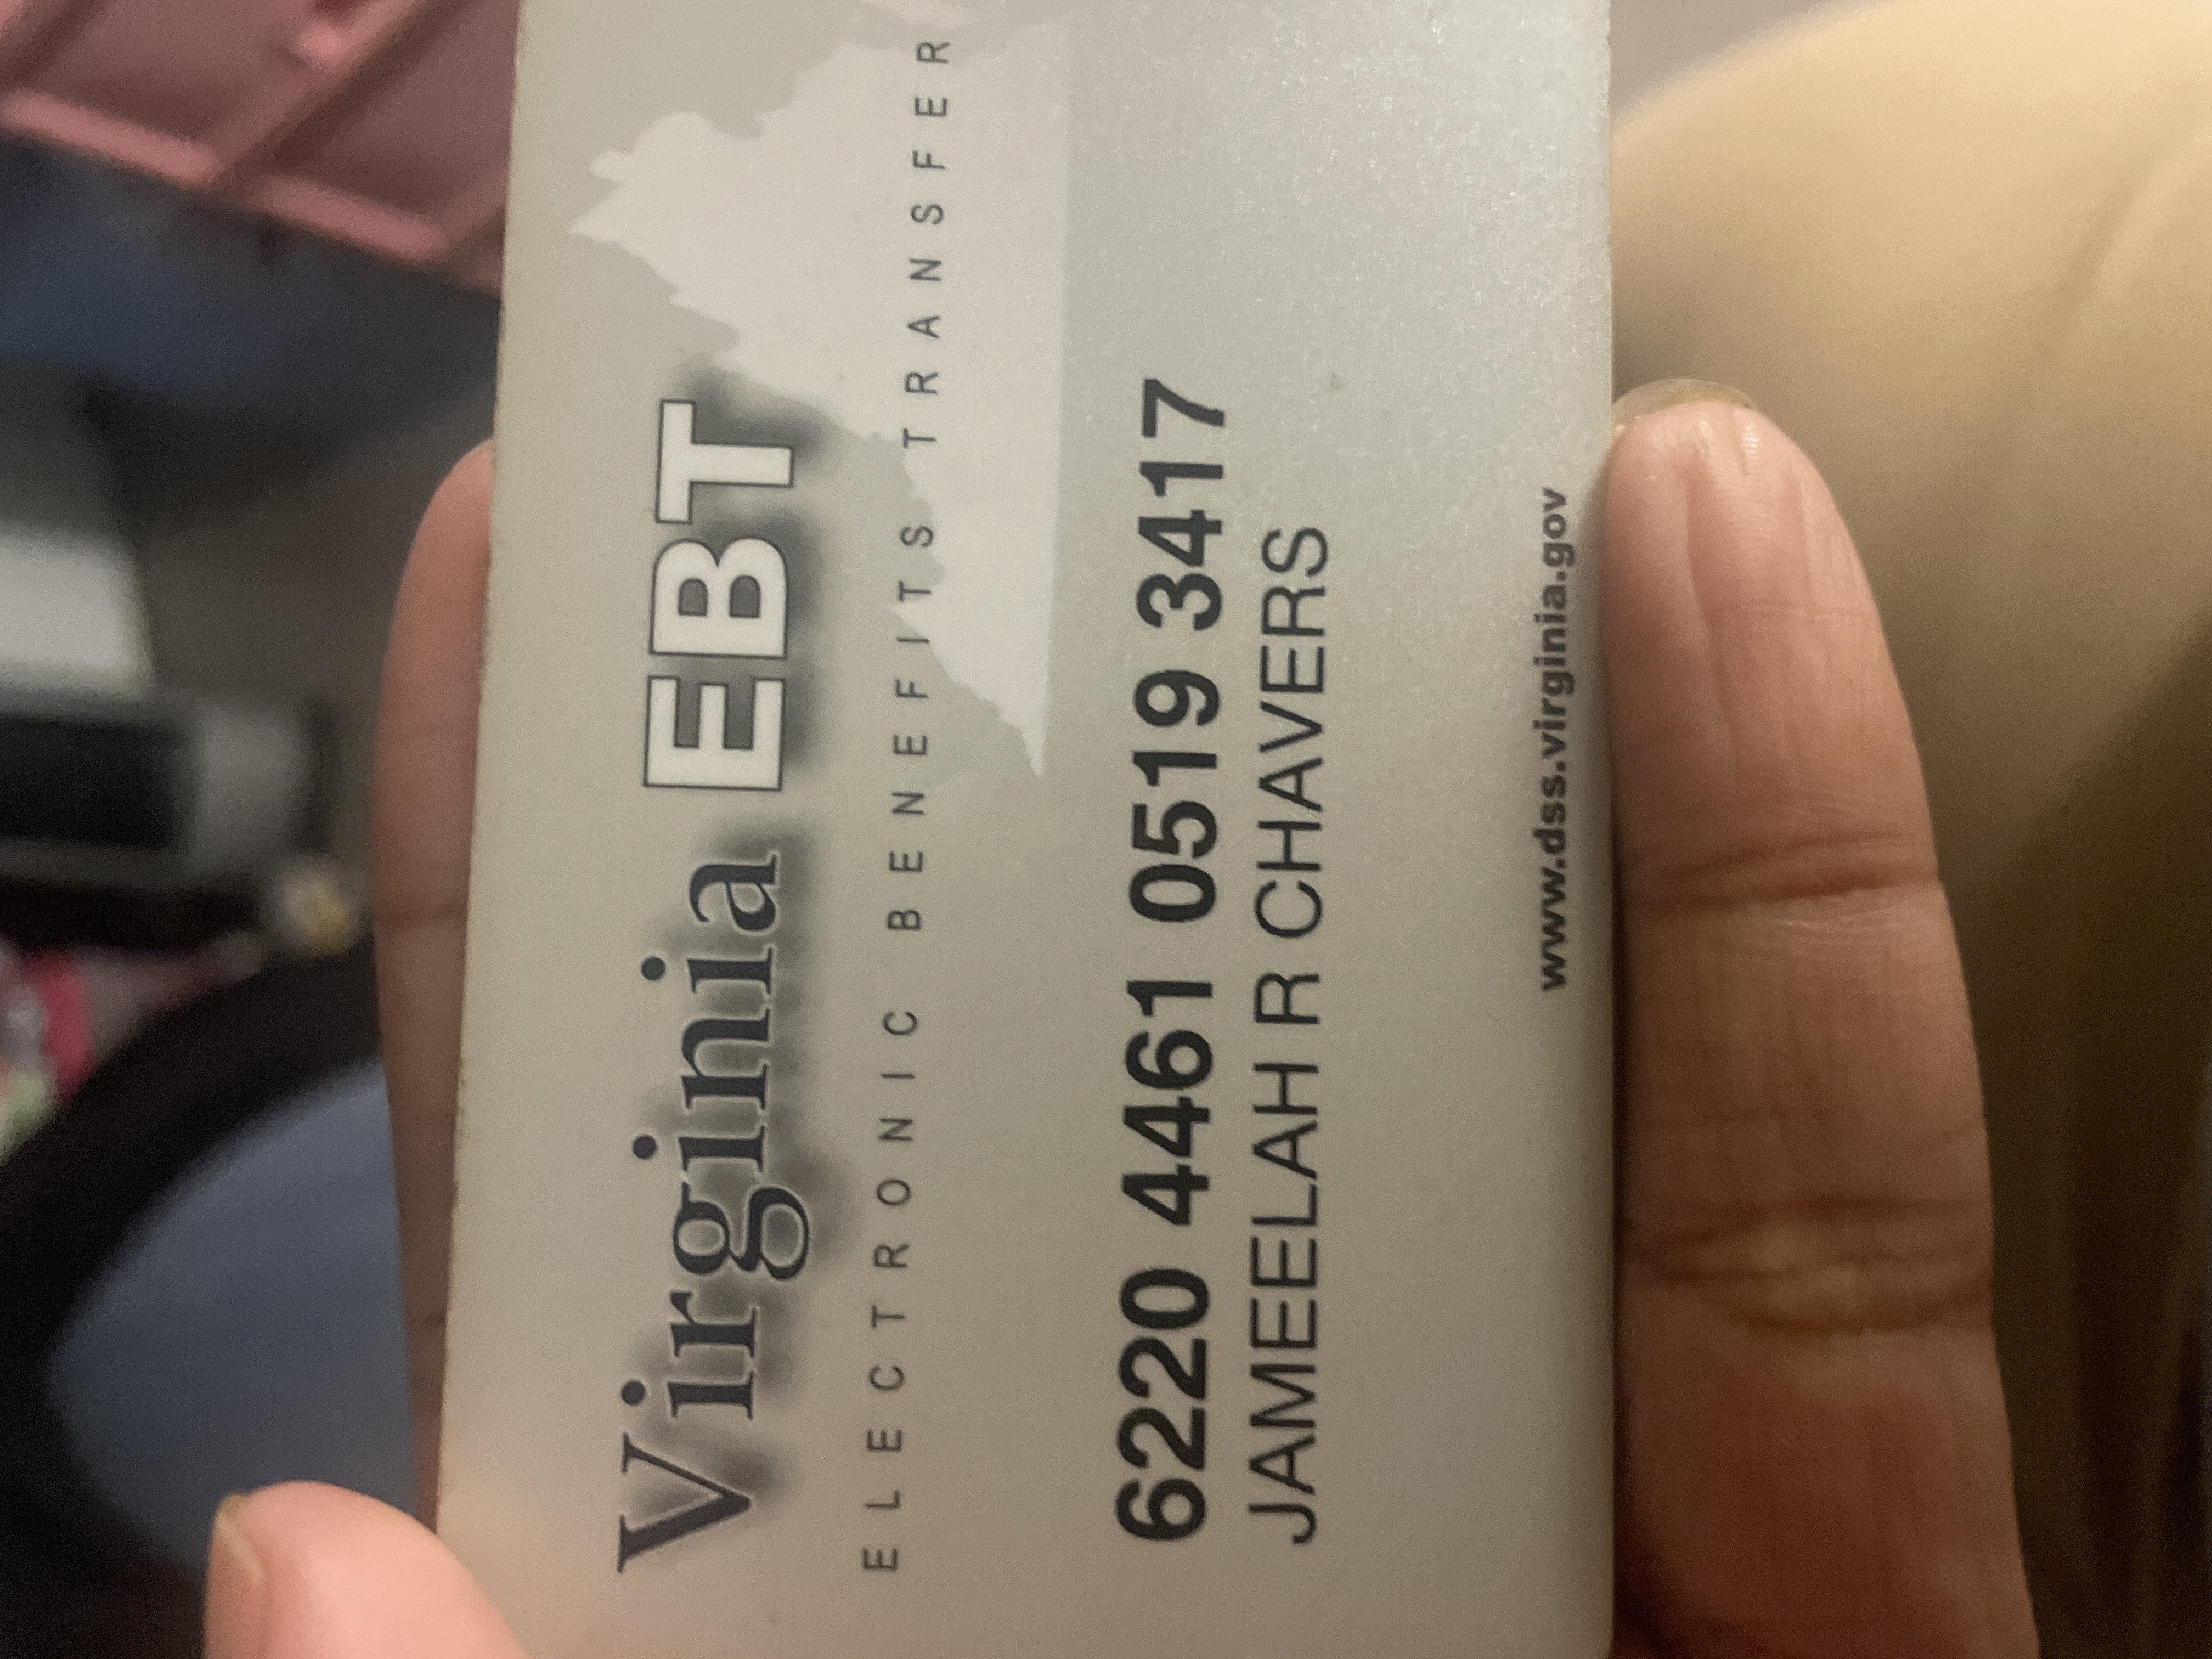 Virginia EBT
ELECTRONIC BENEFITS TRANSFER
6220 4461 0519 3417
JAMEELAH R CHAVERS
www.dss.virginia.gov